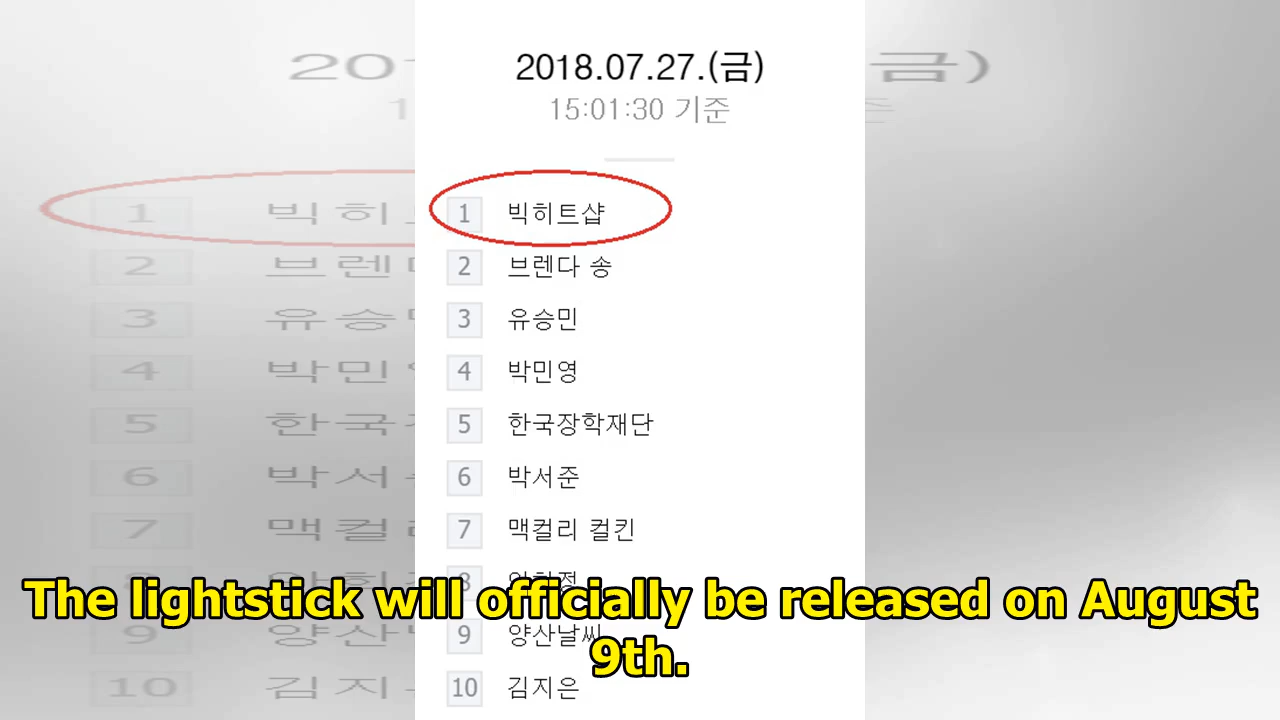 2018.07.27.(금)
15:01:30 기준
1 빅히트샵
2 브렌다 송
3 유승민
4 박민영
5 한국장학재단
6 박서준
7 맥컬리 컬킨
8
9 양산날씨
10 김지은
The lightstick will officially be released on August
9th.